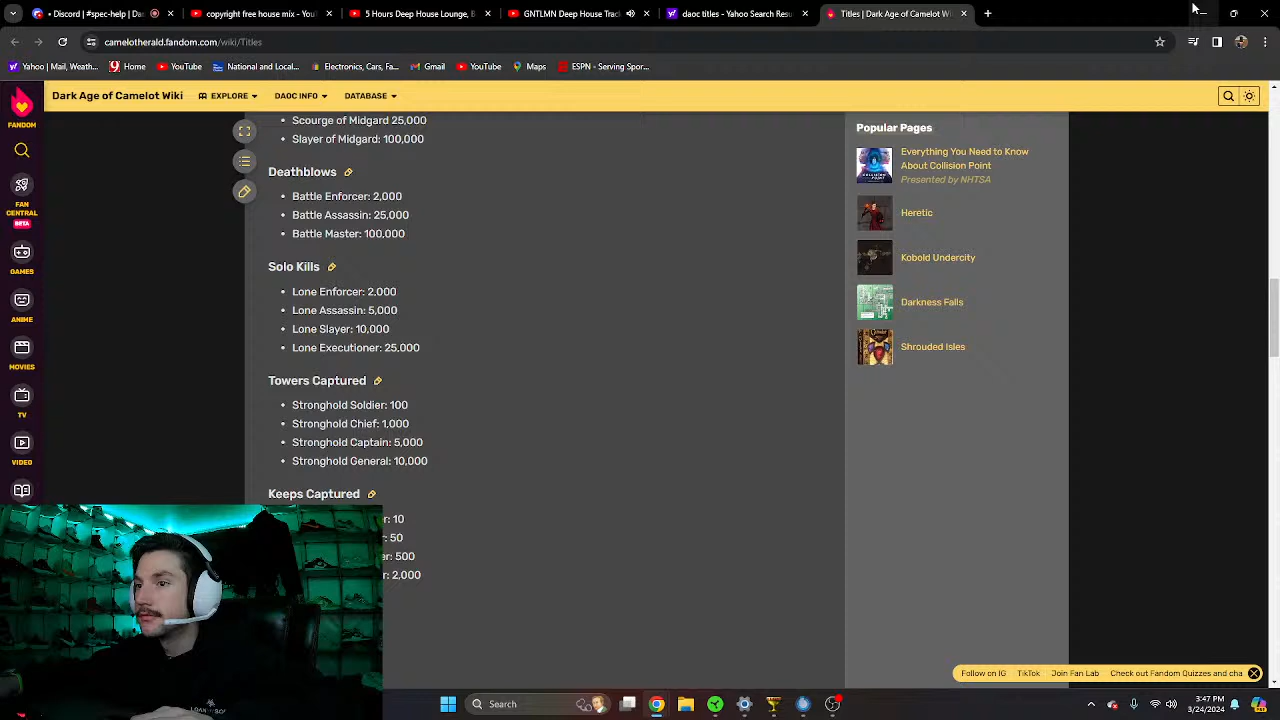 Discord | #spec-help | Da
copyright free house mix - You
5 Hours Deep House Lounge, B
GNTLMN Deep House Track
daoc titles - Yahoo Search Resu
Titles | Dark Age of Camelot Wi
camelotherald.fandom.com/wiki/Titles
Yahoo | Mail, Weath...
Home
YouTube
National and Local...
Electronics, Cars, Fa...
Gmail
YouTube
Maps
ESPN - Serving Spor...
Dark Age of Camelot Wiki
EXPLORE
DAOC INFO
DATABASE
FANDOM
FAN CENTRAL
BETA
GAMES
ANIME
MOVIES
TV
VIDEO
Scourge of Midgard 25,000
Slayer of Midgard: 100,000
Deathblows
Battle Enforcer: 2,000
Battle Assassin: 25,000
Battle Master: 100,000
Solo Kills
Lone Enforcer: 2,000
Lone Assassin: 5,000
Lone Slayer: 10,000
Lone Executioner: 25,000
Towers Captured
Stronghold Soldier: 100
Stronghold Chief: 1,000
Stronghold Captain: 5,000
Stronghold General: 10,000
Keeps Captured
r: 10
r: 50
er: 500
r: 2,000
Popular Pages
Everything You Need to Know
About Collision Point
Presented by NHTSA
Heretic
Kobold Undercity
Darkness Falls
Shrouded Isles
Follow on IG
TikTok
Join Fan Lab
Check out Fandom Quizzes and cha
Search
3:47 PM
3/24/2024